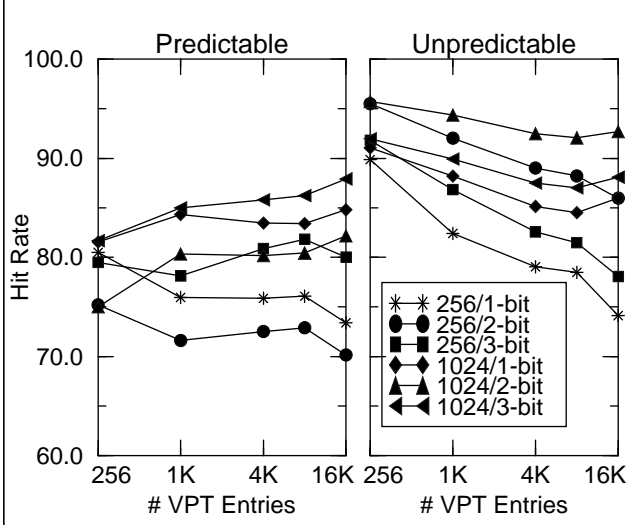 Predictable Unpredictable
100.0
90.0
80.0
70.0
60.0
Hit Rate
256/1-bit
256/2-bit
256/3-bit
1024/1-bit
1024/2-bit
1024/3-bit
256 1K 4K 16K 256 1K 4K 16K
# VPT Entries # VPT Entries